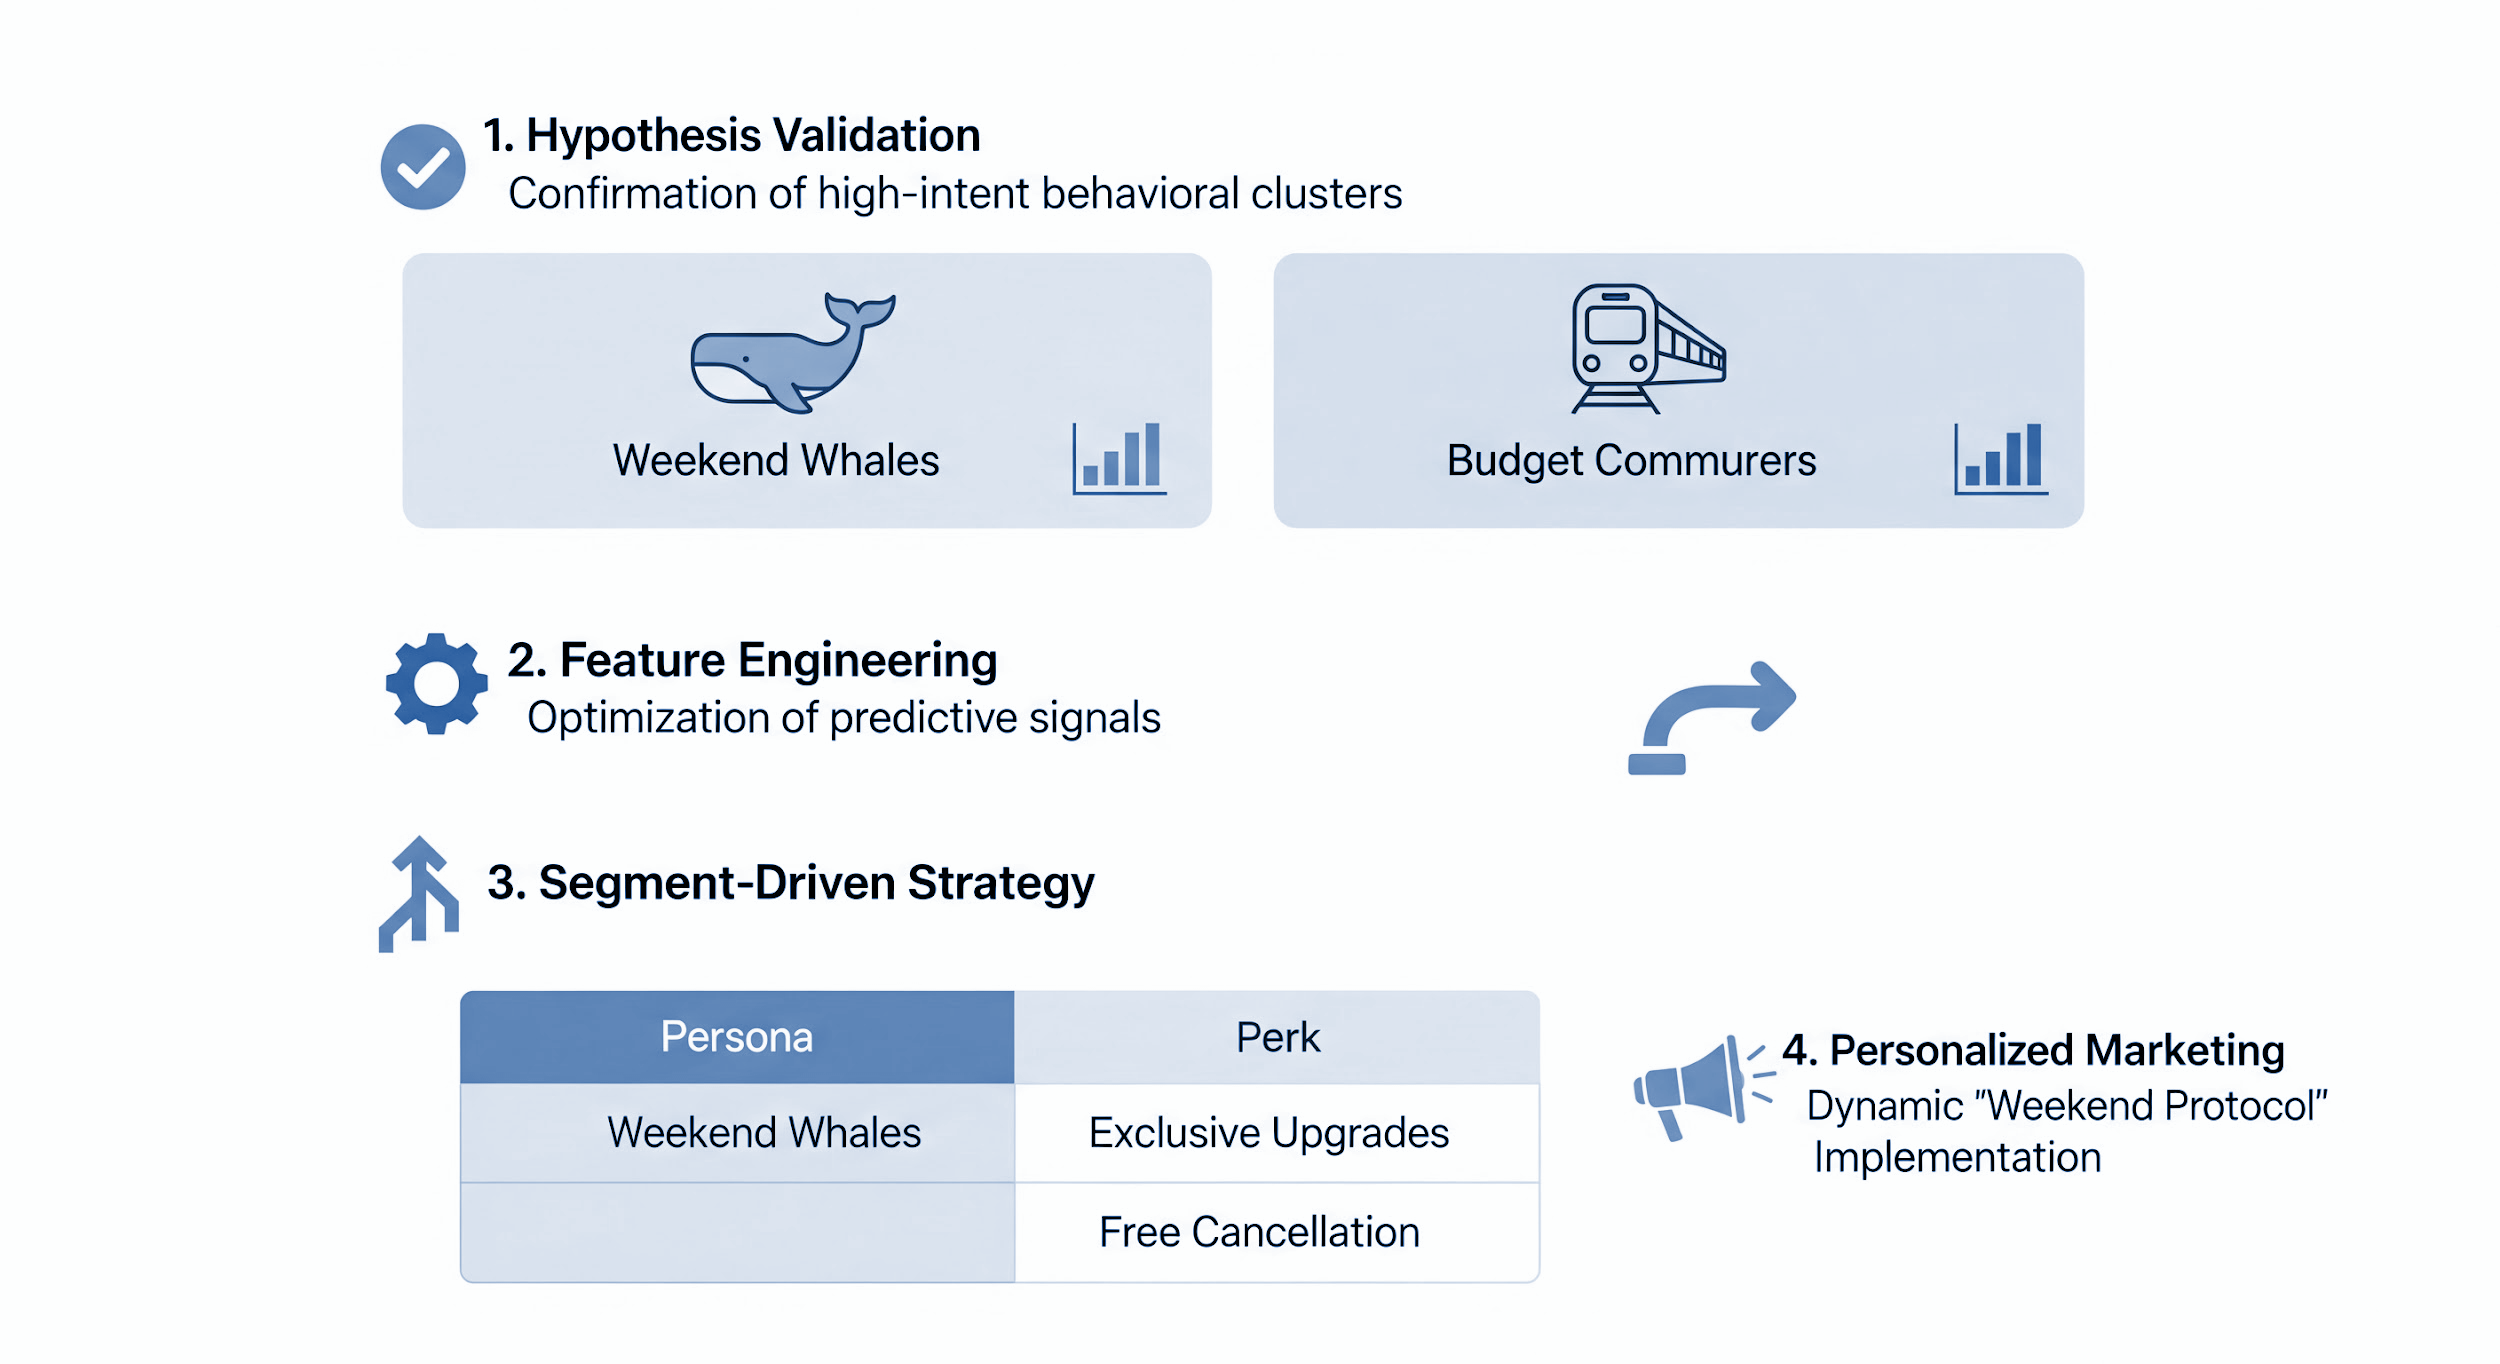 1. Hypothesis Validation
Confirmation of high-intent behavioral clusters
Weekend Whales
Budget Commurers
2. Feature Engineering
Optimization of predictive signals
3. Segment-Driven Strategy
Persona
Perk
Weekend Whales
Exclusive Upgrades
Free Cancellation
4. Personalized Marketing
Dynamic "Weekend Protocol"
Implementation